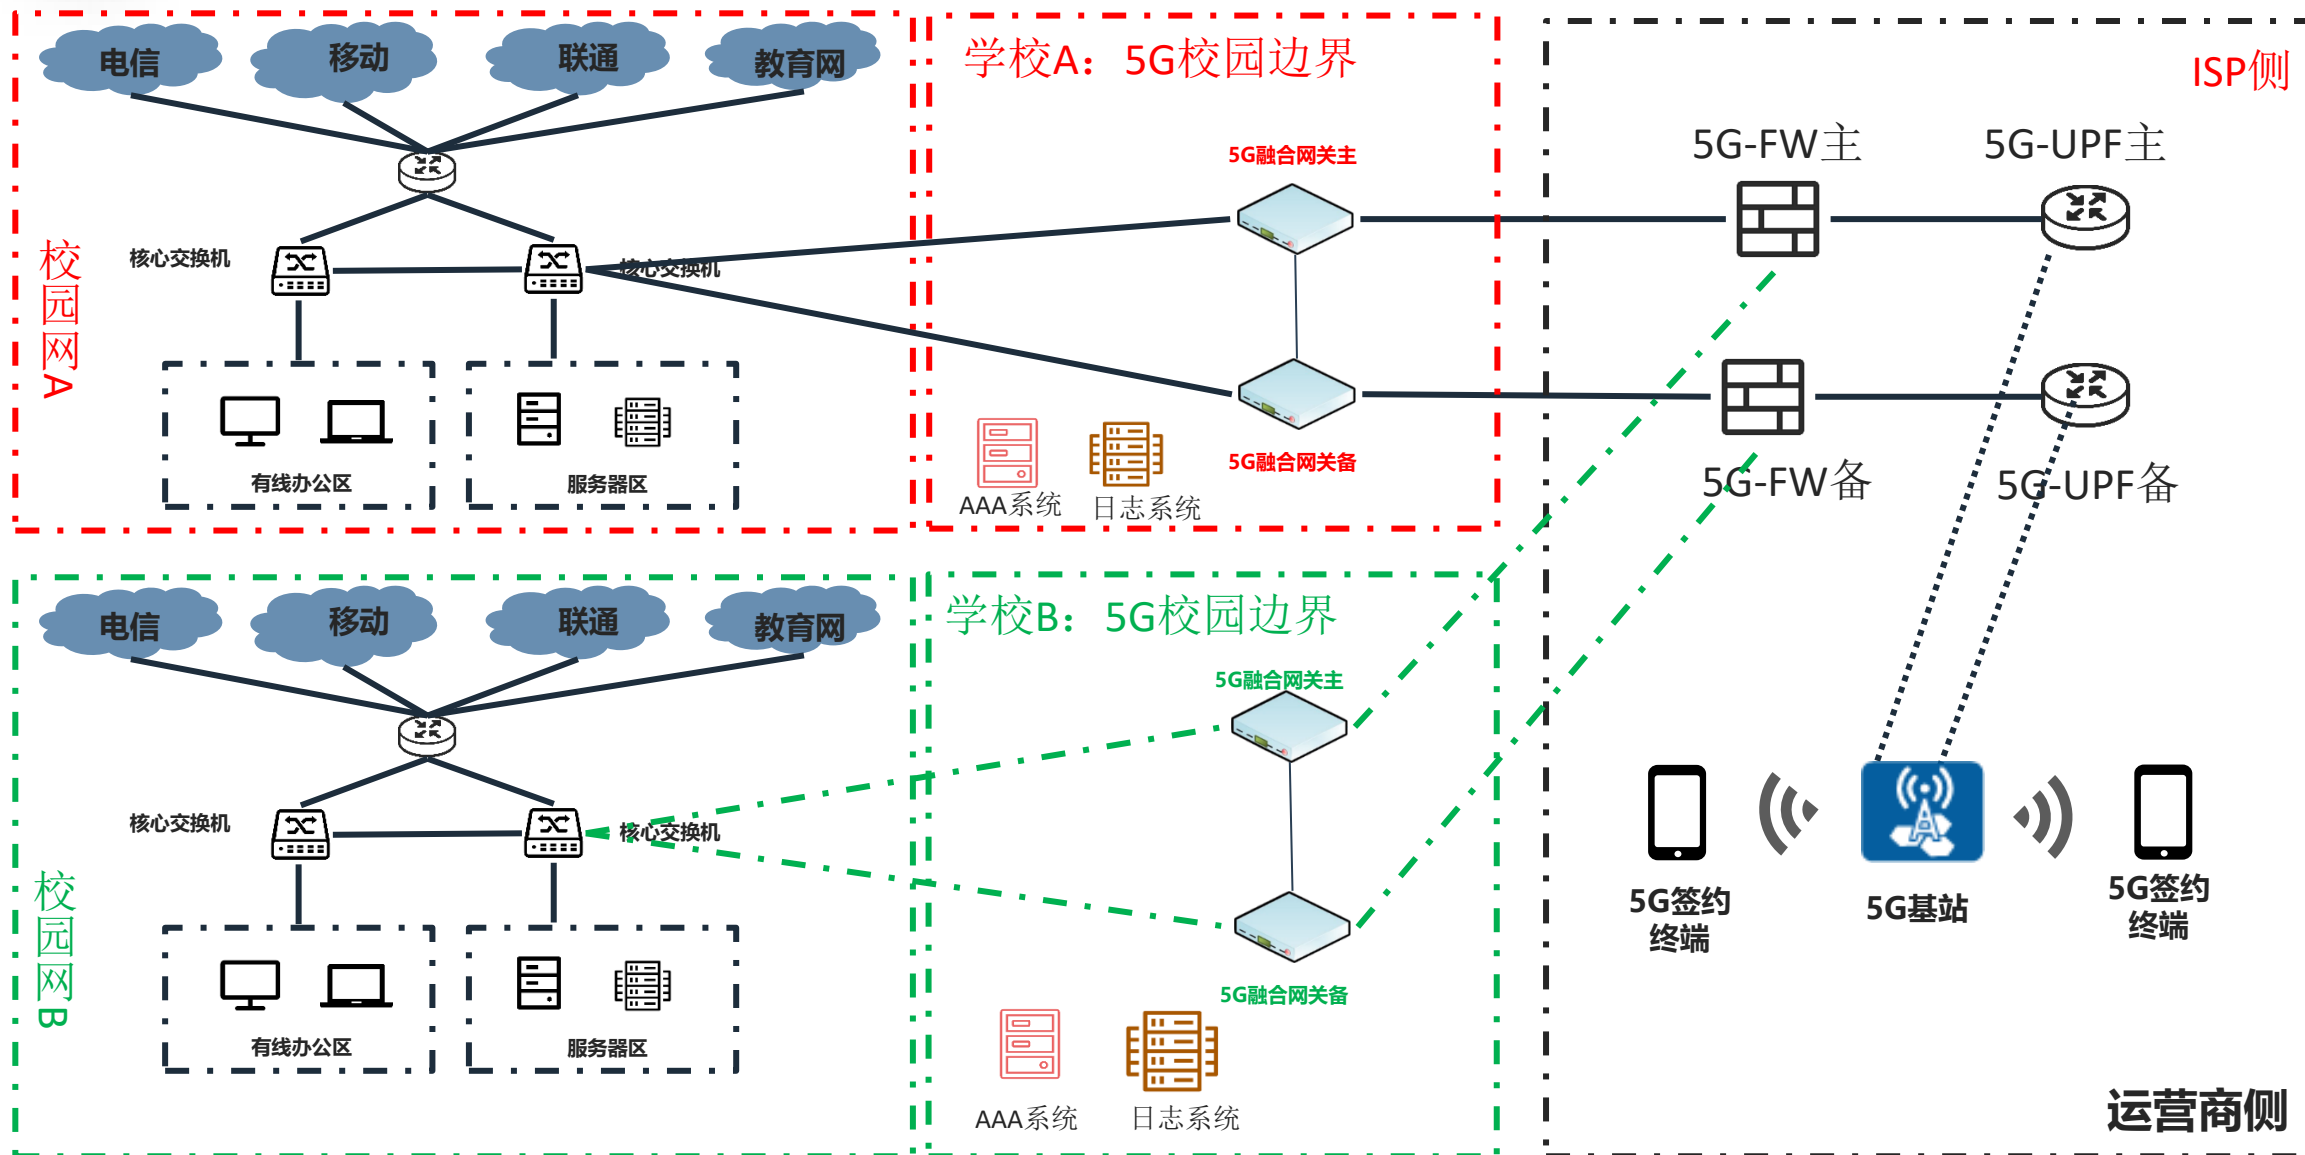 电信
移动
联通
教育网
核心交换机
核心交换机
校园网A
有线办公区
服务器区
学校A：5G校园边界
5G融合网关主
5G融合网关备
AAA系统
日志系统
ISP侧
5G-FW主
5G-UPF主
5G-FW备
5G-UPF备
电信
移动
联通
教育网
核心交换机
核心交换机
校园网B
有线办公区
服务器区
学校B：5G校园边界
5G融合网关主
5G融合网关备
AAA系统
日志系统
5G签约
终端
5G基站
5G签约
终端
运营商侧